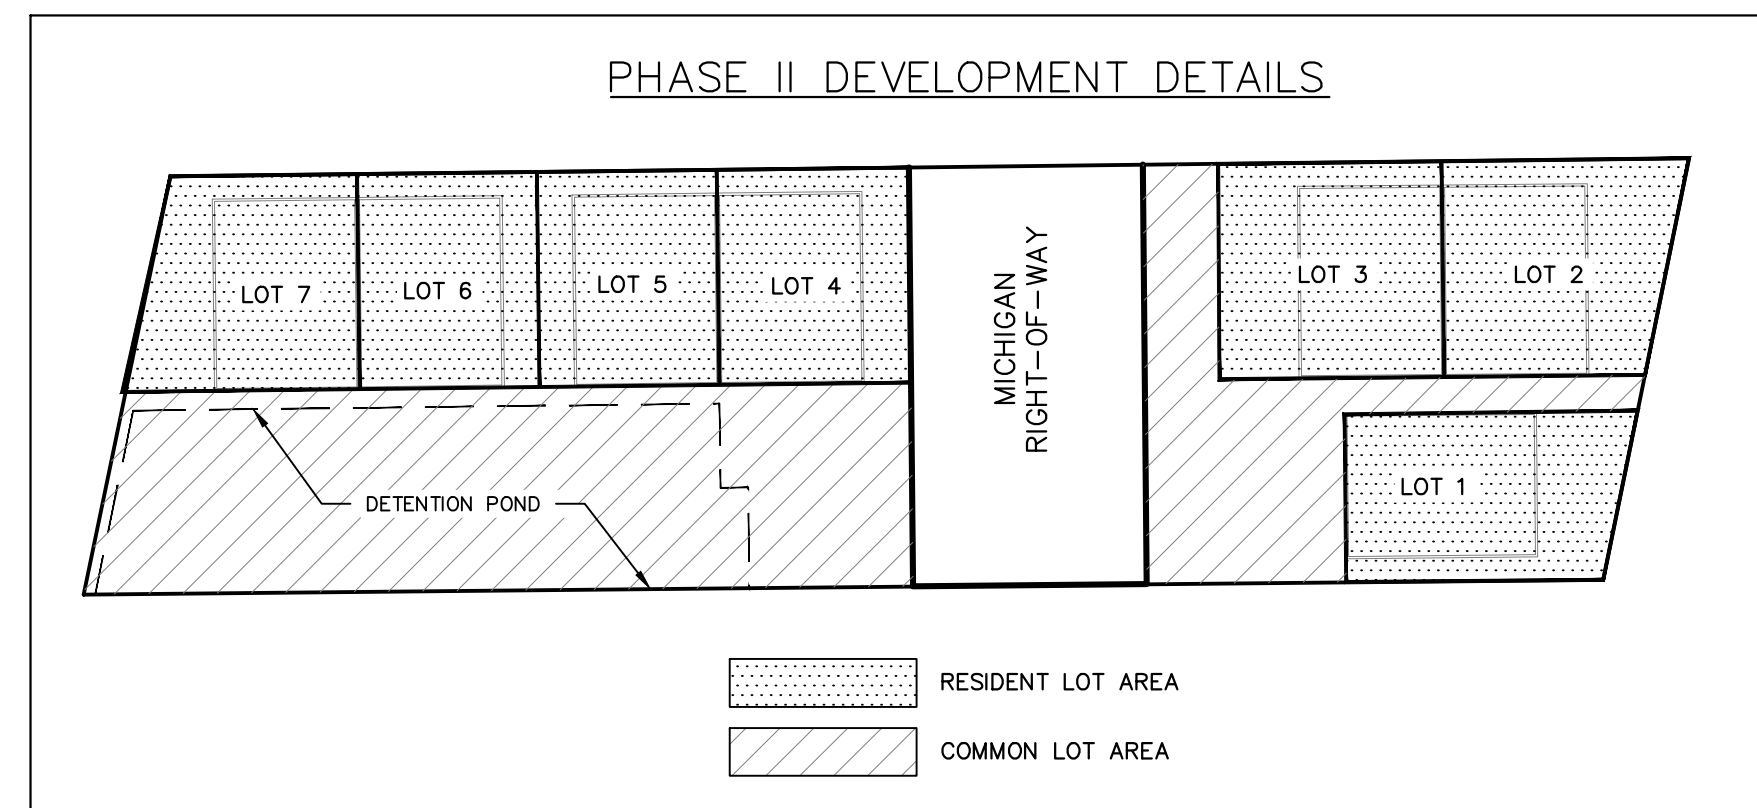 PHASE II DEVELOPMENT DETAILS
LOT 7
LOT 6
LOT 5
LOT 4
MICHIGAN
RIGHT-OF-WAY
LOT 3
LOT 2
LOT 1
DETENTION POND
RESIDENT LOT AREA
COMMON LOT AREA